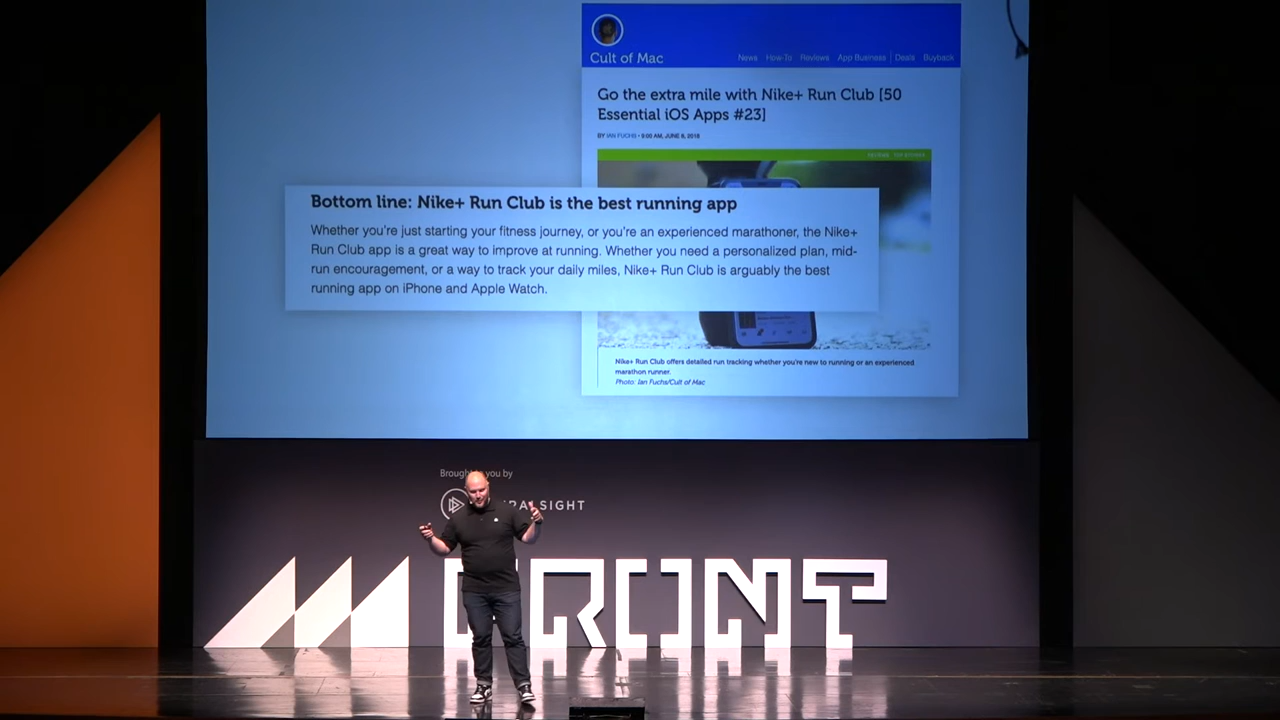 Cult of Mac
News How-To Reviews App Business Deals Buyback
Go the extra mile with Nike+ Run Club [50
Essential iOS Apps #23]
BY IAN FUCHS • 9:00 AM, JUNE 8, 2018
Bottom line: Nike+ Run Club is the best running app
Whether you're just starting your fitness journey, or you're an experienced marathoner, the Nike+
Run Club app is a great way to improve at running. Whether you need a personalized plan, mid-
run encouragement, or a way to track your daily miles, Nike+ Run Club is arguably the best
running app on iPhone and Apple Watch.
Nike+ Run Club offers detailed run tracking whether you're new to running or an experienced
marathon runner.
Photo: Ian Fuchs/Cult of Mac
you by
SIGHT
FRONT